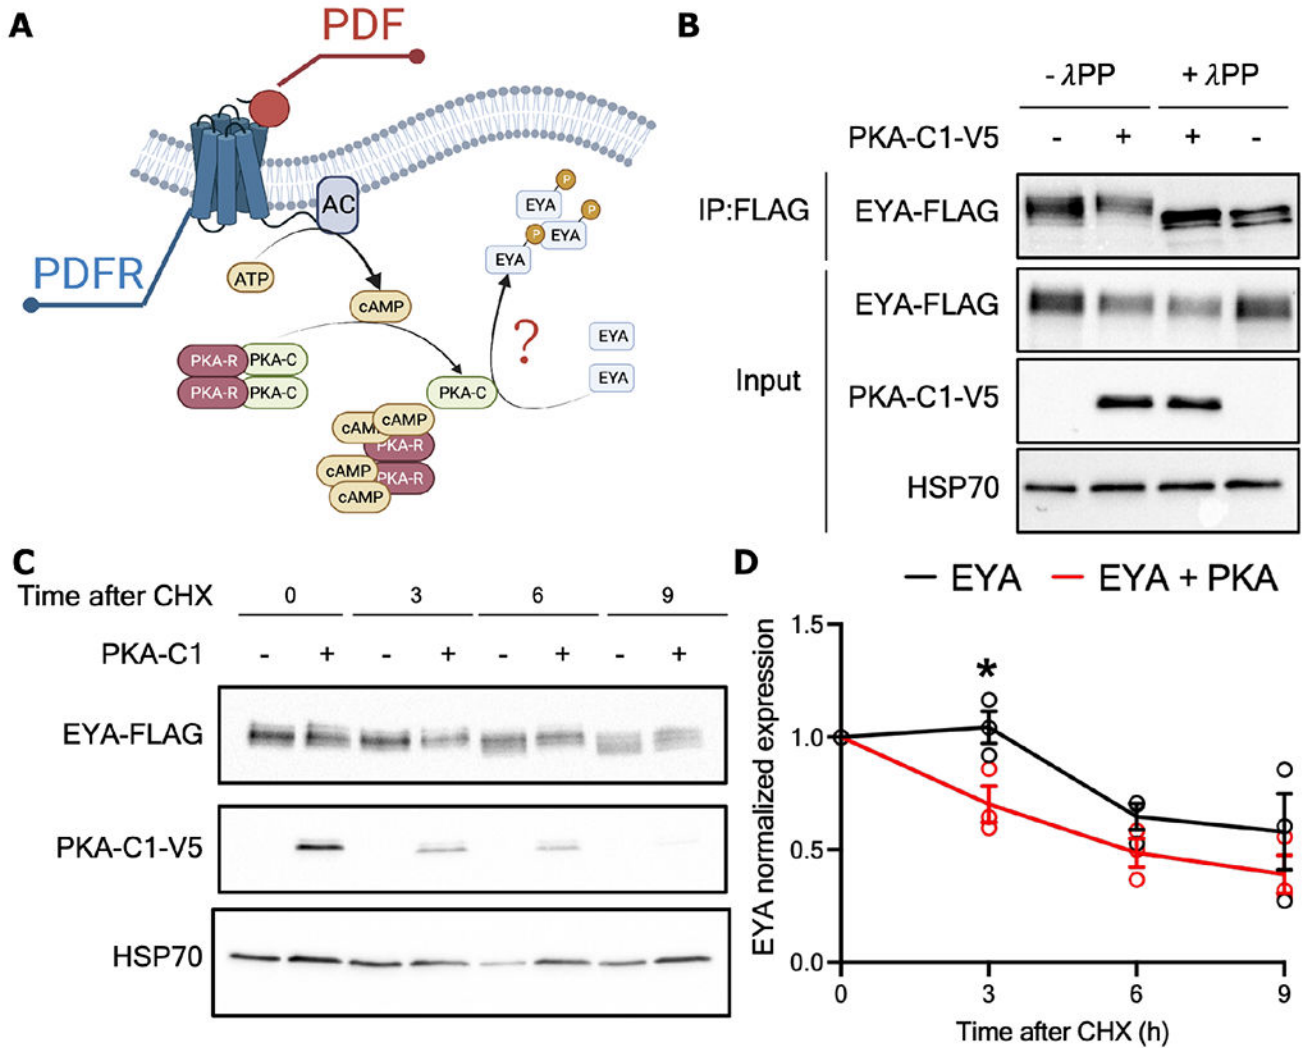 A
PDF
PDFR
AC
ATP
cAMP
PKA-R PKA-C
PKA-R PKA-C
PKA-C
cAMP
cAM
PKA-R
cAMP
PKA-R
cAMP
?
P
EYA
P
P
EYA
EYA
EYA
EYA
B
- λPP + λPP
PKA-C1-V5 - + + -
IP:FLAG EYA-FLAG
Input EYA-FLAG
PKA-C1-V5
HSP70
C
Time after CHX 0 3 6 9
PKA-C1 - + - + - + - +
EYA-FLAG
PKA-C1-V5
HSP70
D
EYA EYA + PKA
EYA normalized expression
1.5
*
1.0
0.5
0.0
0 3 6 9
Time after CHX (h)